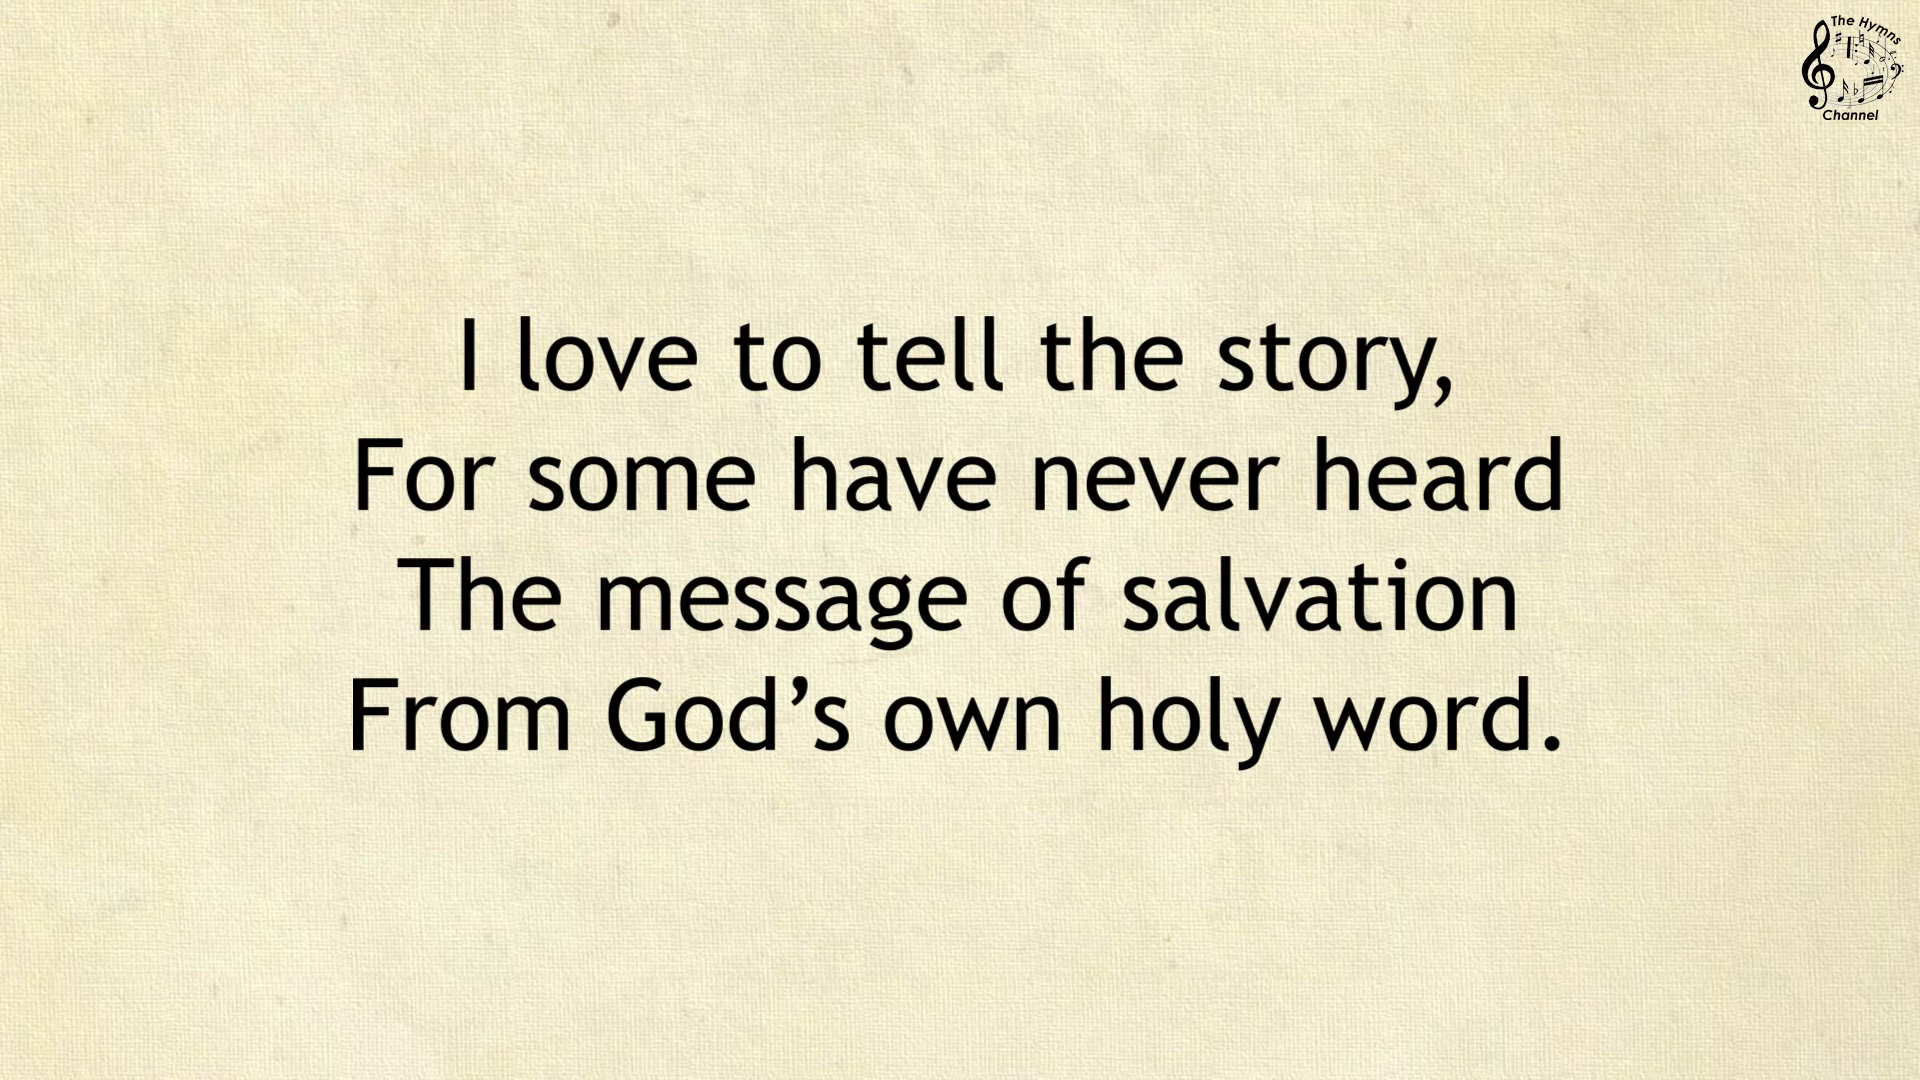 The Hymns
Channel
I love to tell the story,
For some have never heard
The message of salvation
From God’s own holy word.